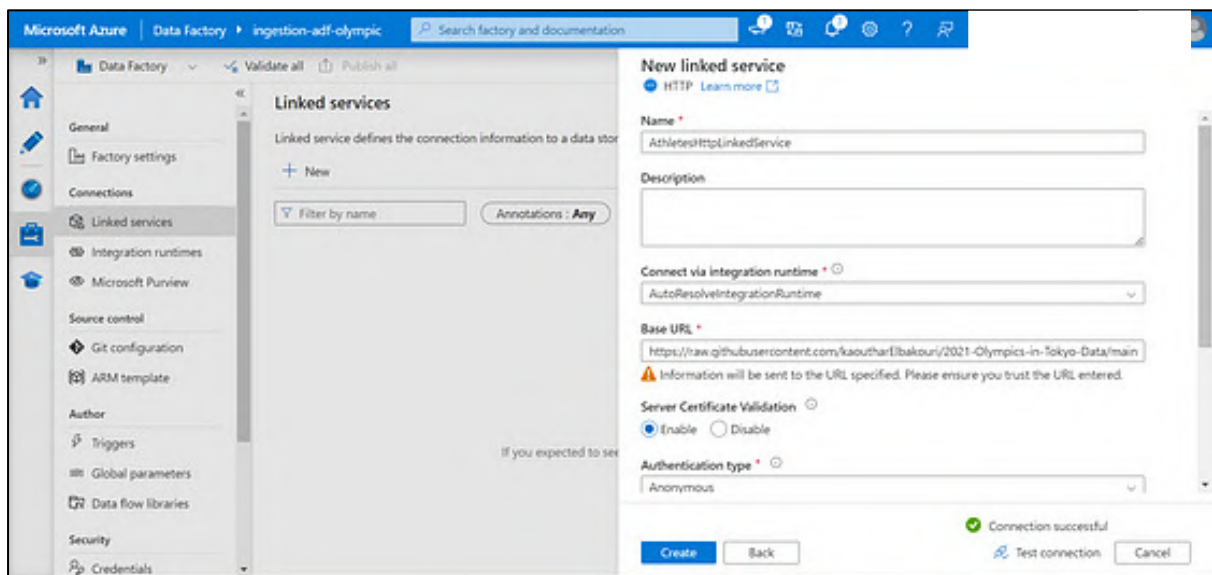 Microsoft Azure | Data Factory ▸ ingestion-adf-olympic
Search factory and documentation
Data Factory
Validate all
Publish all
General
Factory settings
Connections
Linked services
Integration runtimes
Microsoft Purview
Source control
Git configuration
ARM template
Author
Triggers
Global parameters
Data flow libraries
Security
Credentials
Linked services
Linked service defines the connection information to a data stor
+ New
Filter by name
Annotations : Any
If you expected to see
New linked service
HTTP Learn more
Name *
AthletesHttpLinkedService
Description
Connect via integration runtime *
AutoResolveIntegrationRuntime
Base URL *
https://raw.githubusercontent.com/kaoutharElbakouri/2021-Olympics-in-Tokyo-Data/main
Information will be sent to the URL specified. Please ensure you trust the URL entered.
Server Certificate Validation
Enable Disable
Authentication type *
Anonymous
Connection successful
Create
Back
Test connection
Cancel